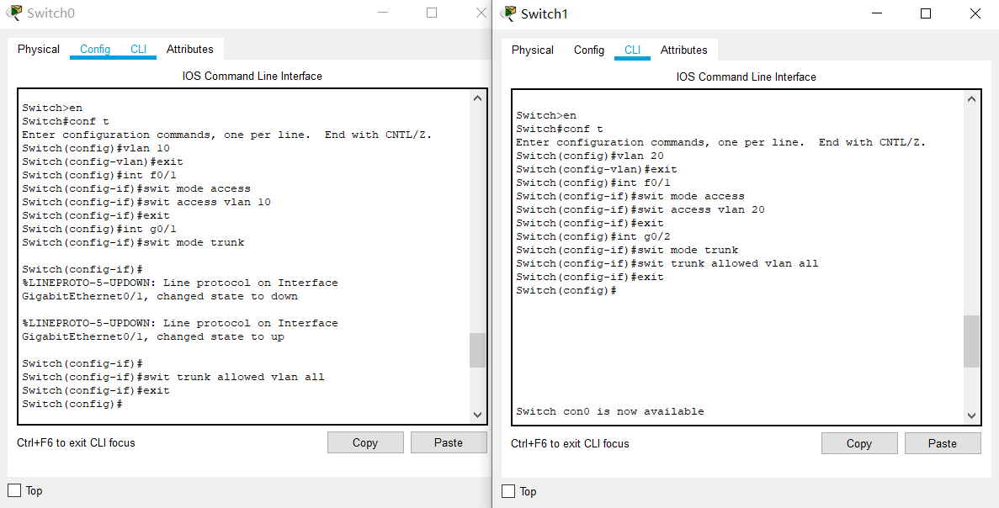 Switch0
Physical Config CLI Attributes
IOS Command Line Interface
Switch>en
Switch#conf t
Enter configuration commands, one per line.  End with CNTL/Z.
Switch(config)#vlan 10
Switch(config-vlan)#exit
Switch(config)#int f0/1
Switch(config-if)#swit mode access
Switch(config-if)#swit access vlan 10
Switch(config-if)#exit
Switch(config)#int g0/1
Switch(config-if)#swit mode trunk
Switch(config-if)#
%LINEPROTO-5-UPDOWN: Line protocol on Interface
GigabitEthernet0/1, changed state to down
%LINEPROTO-5-UPDOWN: Line protocol on Interface
GigabitEthernet0/1, changed state to up
Switch(config-if)#
Switch(config-if)#swit trunk allowed vlan all
Switch(config-if)#exit
Switch(config)#
Ctrl+F6 to exit CLI focus
Copy
Paste
Top
Switch1
Physical Config CLI Attributes
IOS Command Line Interface
Switch>en
Switch#conf t
Enter configuration commands, one per line.  End with CNTL/Z.
Switch(config)#vlan 20
Switch(config-vlan)#exit
Switch(config)#int f0/1
Switch(config-if)#swit mode access
Switch(config-if)#swit access vlan 20
Switch(config-if)#exit
Switch(config)#int g0/2
Switch(config-if)#swit mode trunk
Switch(config-if)#swit trunk allowed vlan all
Switch(config-if)#exit
Switch(config)#
Switch con0 is now available
Ctrl+F6 to exit CLI focus
Copy
Paste
Top